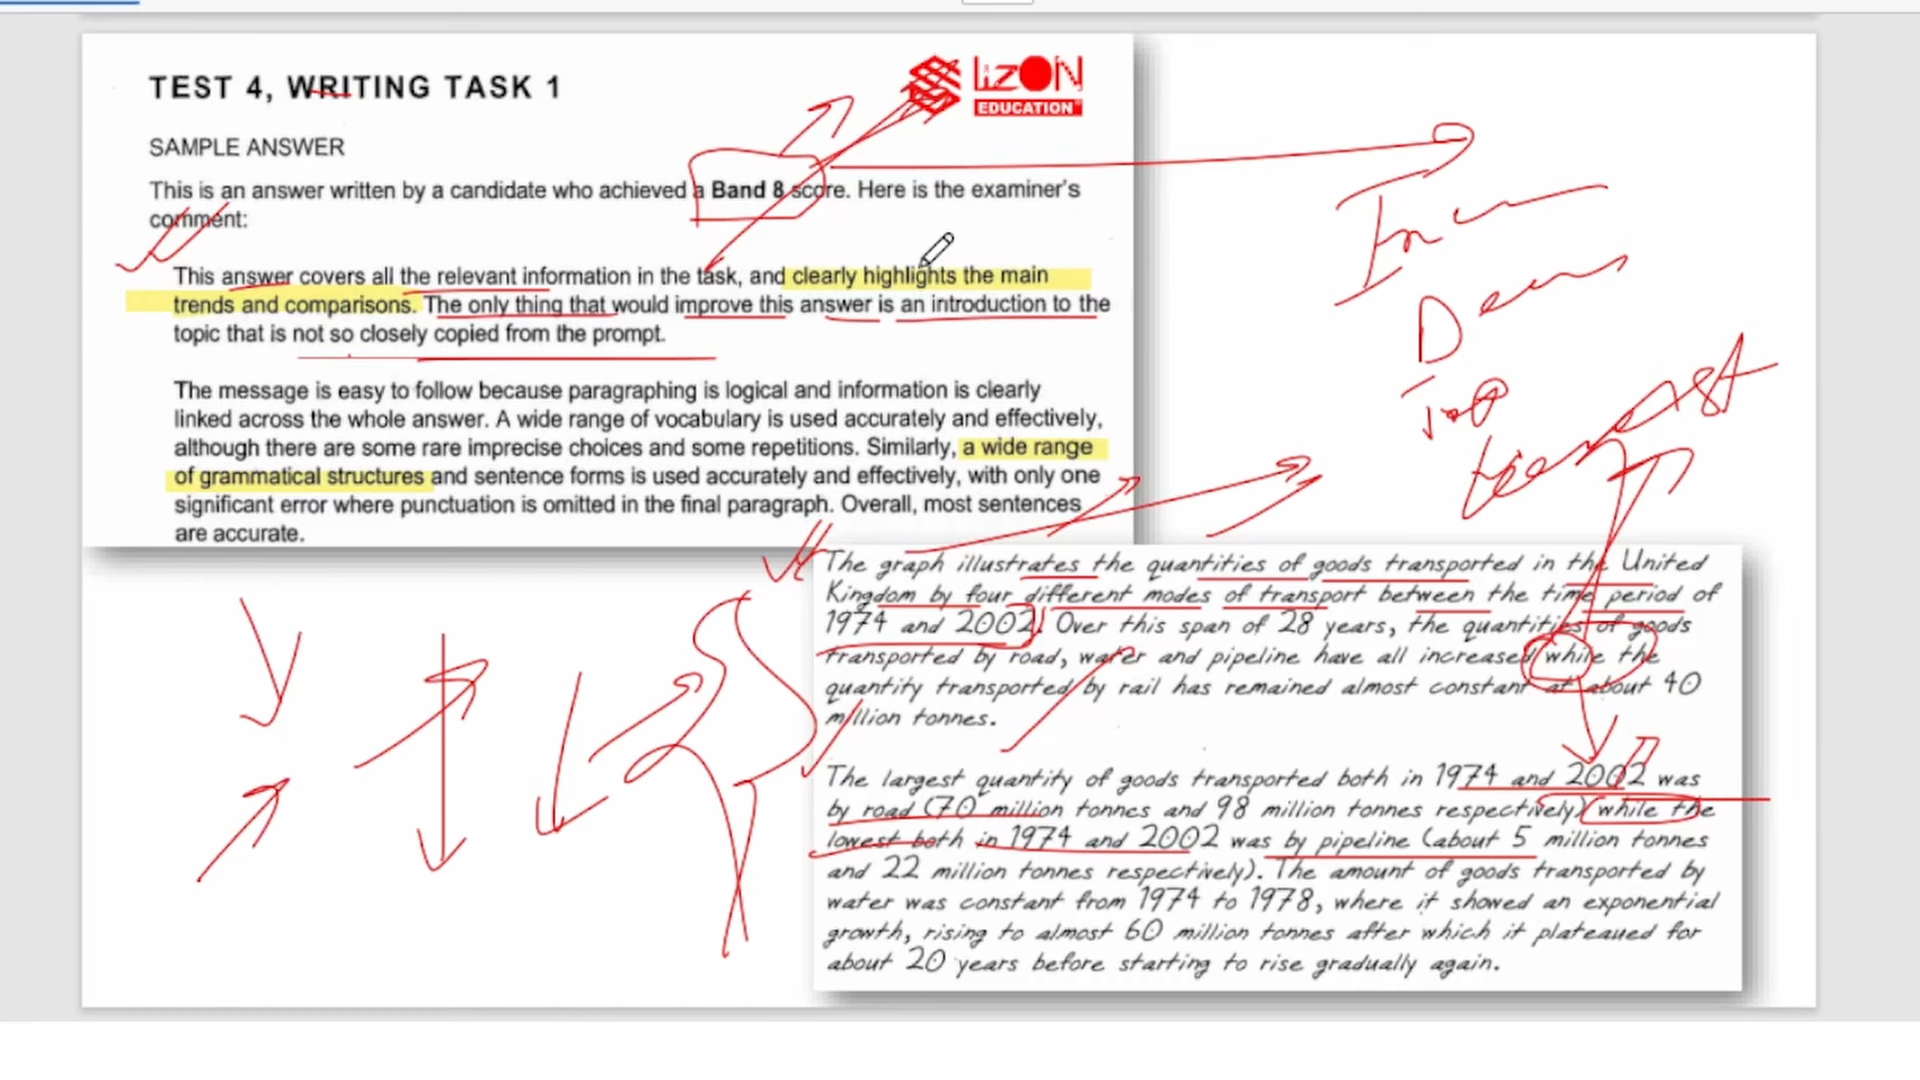 TEST 4, WRITING TASK 1
lizON
EDUCATION
SAMPLE ANSWER
This is an answer written by a candidate who achieved a Band 8 score. Here is the examiner's
comment:
This answer covers all the relevant information in the task, and clearly highlights the main
trends and comparisons. The only thing that would improve this answer is an introduction to the
topic that is not so closely copied from the prompt.
The message is easy to follow because paragraphing is logical and information is clearly
linked across the whole answer. A wide range of vocabulary is used accurately and effectively,
although there are some rare imprecise choices and some repetitions. Similarly, a wide range
of grammatical structures and sentence forms is used accurately and effectively, with only one
significant error where punctuation is omitted in the final paragraph. Overall, most sentences
are accurate.
The graph illustrates the quantities of goods transported in the United
Kingdom by four different modes of transport between the time period of
1974 and 2002. Over this span of 28 years, the quantities of goods
transported by road, water and pipeline have all increased while the
quantity transported by rail has remained almost constant at about 40
million tonnes.
The largest quantity of goods transported both in 1974 and 2002 was
by road (70 million tonnes and 98 million tonnes respectively) while the
lowest both in 1974 and 2002 was by pipeline (about 5 million tonnes
and 22 million tonnes respectively). The amount of goods transported by
water was constant from 1974 to 1978, where it showed an exponential
growth, rising to almost 60 million tonnes after which it plateaued for
about 20 years before starting to rise gradually again.